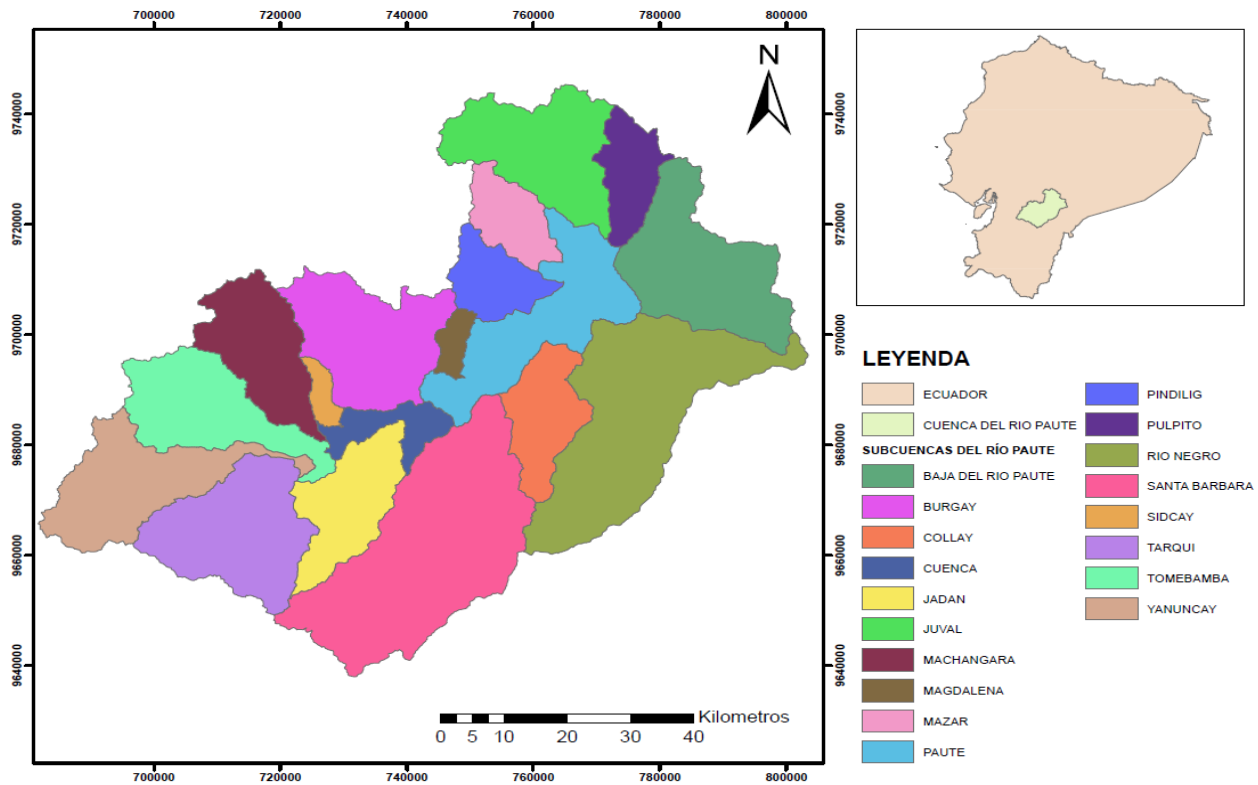 700000 720000 740000 760000 780000 800000
9740000
9720000
9700000
9680000
9660000
9640000
N
Kilometros
0 5 10 20 30 40
9740000
9720000
9700000
9680000
9660000
9640000
700000 720000 740000 760000 780000 800000
LEYENDA
ECUADOR
CUENCA DEL RIO PAUTE
SUBCUENCAS DEL RÍO PAUTE
BAJA DEL RIO PAUTE
BURGAY
COLLAY
CUENCA
JADAN
JUVAL
MACHANGARA
MAGDALENA
MAZAR
PAUTE
PINDILIG
PULPITO
RIO NEGRO
SANTA BARBARA
SIDCAY
TARQUI
TOMEBAMBA
YANUNCAY